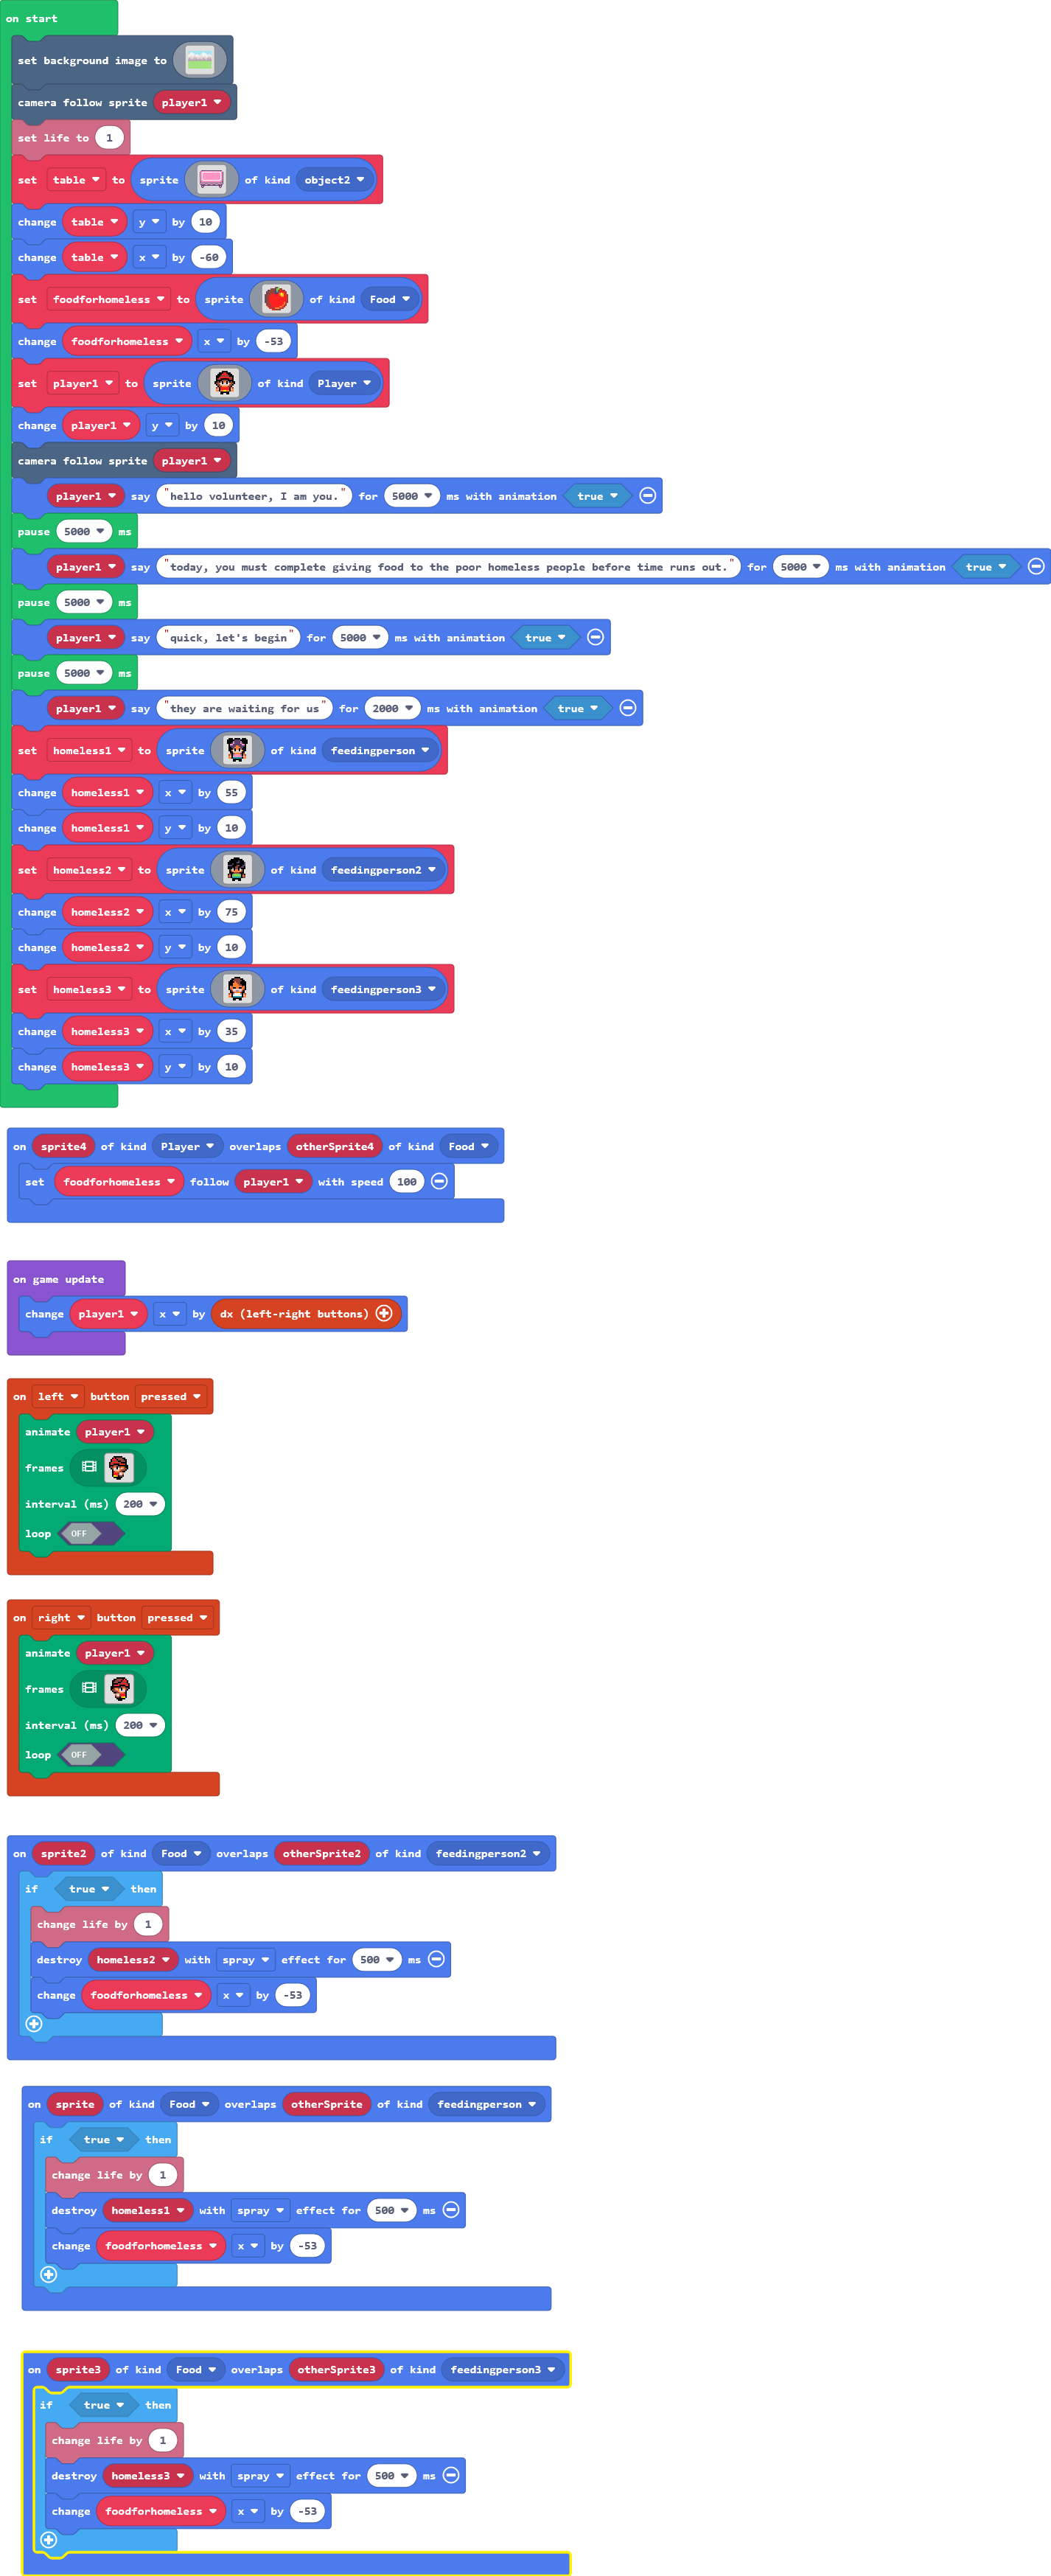 on start
set background image to
camera follow sprite player1
set life to 1
set table to sprite of kind object2
change table y by 10
change table x by -60
set foodforhomeless to sprite of kind Food
change foodforhomeless x by -53
set player1 to sprite of kind Player
change player1 y by 10
camera follow sprite player1
player1 say "hello volunteer, I am you." for 5000 ms with animation true
pause 5000 ms
player1 say "today, you must complete giving food to the poor homeless people before time runs out." for 5000 ms with animation true
pause 5000 ms
player1 say "quick, let's begin" for 5000 ms with animation true
pause 5000 ms
player1 say "they are waiting for us" for 2000 ms with animation true
set homeless1 to sprite of kind feedingperson
change homeless1 x by 55
change homeless1 y by 10
set homeless2 to sprite of kind feedingperson2
change homeless2 x by 75
change homeless2 y by 10
set homeless3 to sprite of kind feedingperson3
change homeless3 x by 35
change homeless3 y by 10
on sprite4 of kind Player overlaps otherSprite4 of kind Food
set foodforhomeless follow player1 with speed 100
on game update
change player1 x by dx (left-right buttons)
on left button pressed
animate player1
frames
interval (ms) 200
loop OFF
on right button pressed
animate player1
frames
interval (ms) 200
loop OFF
on sprite2 of kind Food overlaps otherSprite2 of kind feedingperson2
if true then
change life by 1
destroy homeless2 with spray effect for 500 ms
change foodforhomeless x by -53
on sprite of kind Food overlaps otherSprite of kind feedingperson
if true then
change life by 1
destroy homeless1 with spray effect for 500 ms
change foodforhomeless x by -53
on sprite3 of kind Food overlaps otherSprite3 of kind feedingperson3
if true then
change life by 1
destroy homeless3 with spray effect for 500 ms
change foodforhomeless x by -53